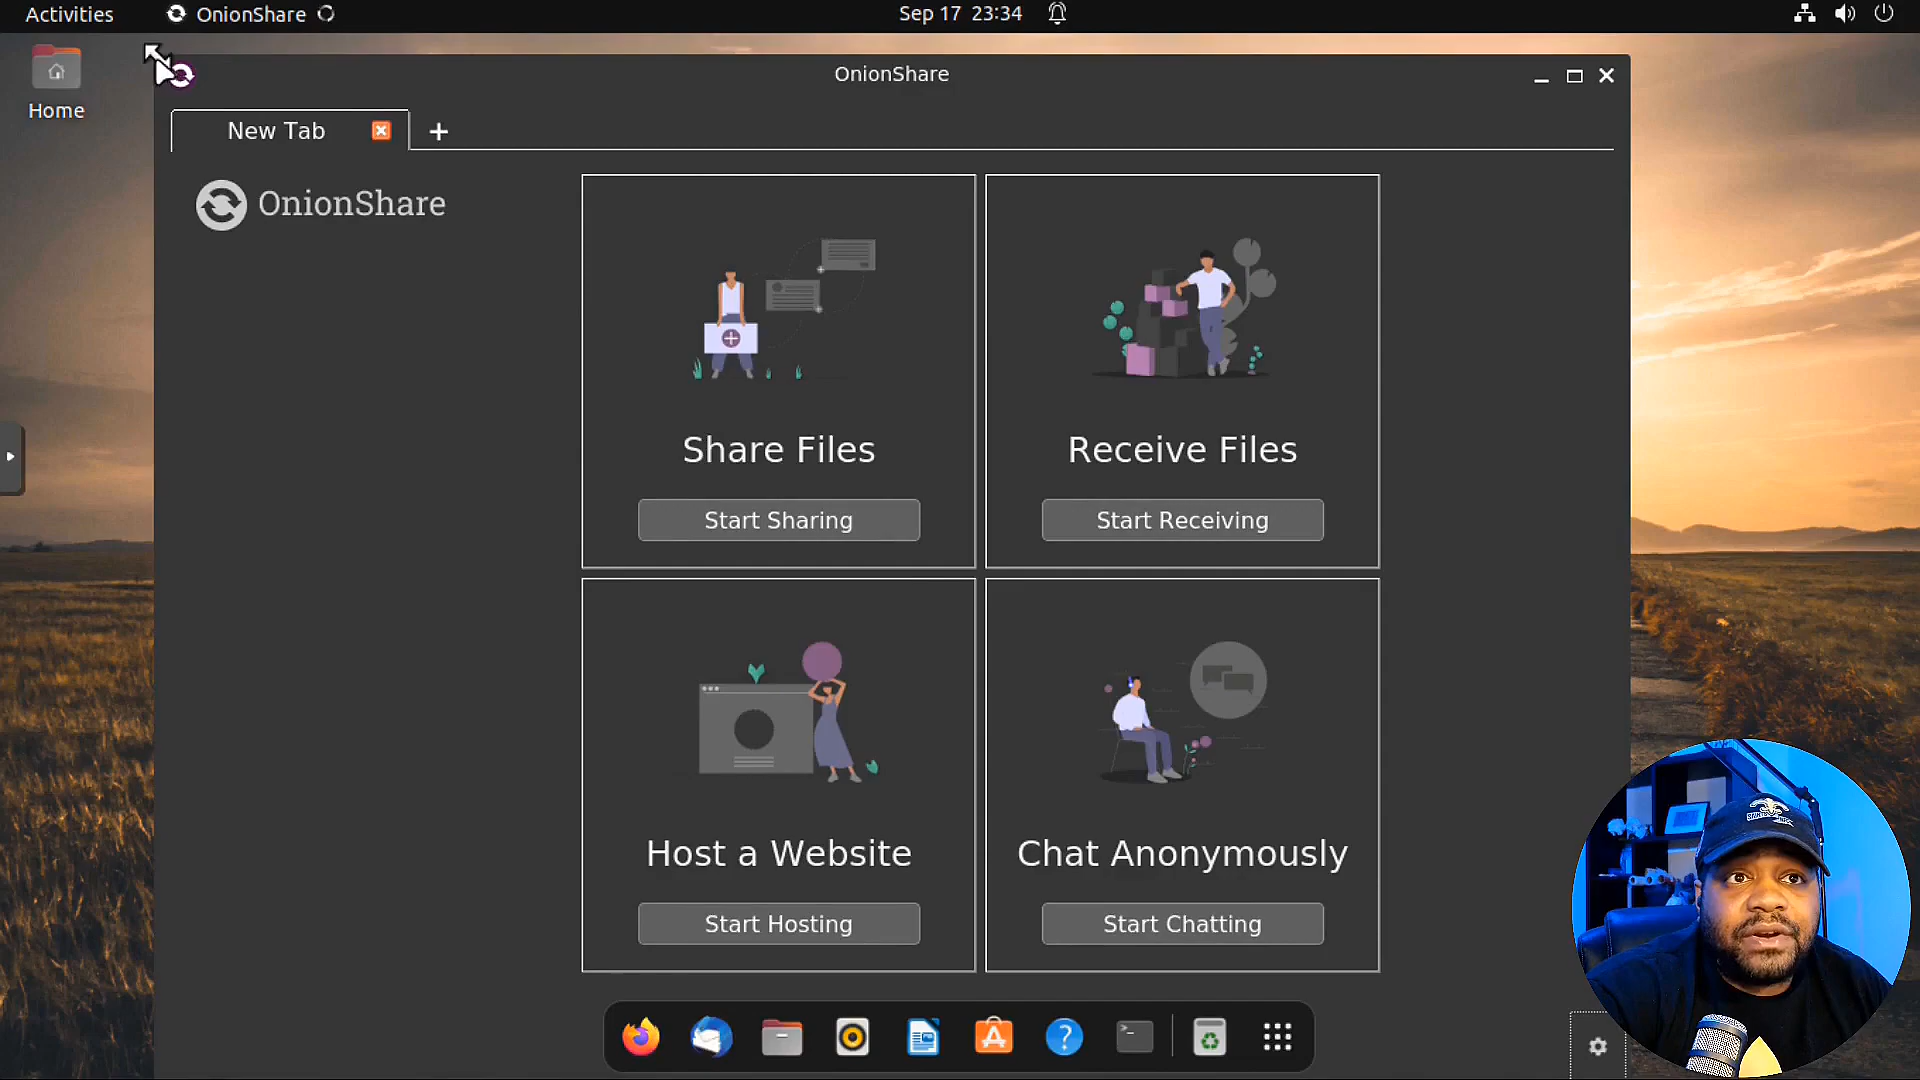 Activities
OnionShare
Sep 17 23:34
Home
OnionShare
New Tab
OnionShare
Share Files
Start Sharing
Receive Files
Start Receiving
Host a Website
Start Hosting
Chat Anonymously
Start Chatting